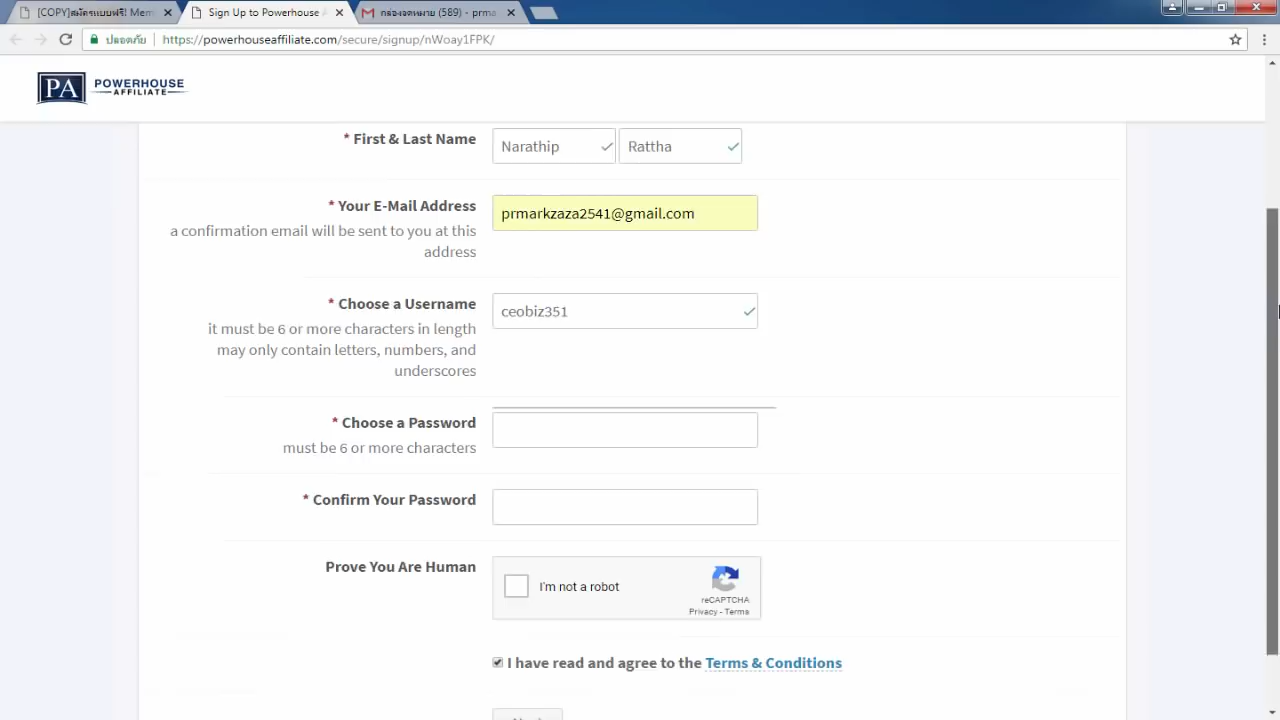 [COPY]สมัครแบบฟรี! Mem
Sign Up to Powerhouse A
กล่องจดหมาย (589) - prma
ปลอดภัย
https://powerhouseaffiliate.com/secure/signup/nWoay1FPK/
PA POWERHOUSE
AFFILIATE
* First & Last Name
Narathip
Rattha
* Your E-Mail Address
prmarkzaza2541@gmail.com
a confirmation email will be sent to you at this
address
* Choose a Username
ceobiz351
it must be 6 or more characters in length
may only contain letters, numbers, and
underscores
* Choose a Password
must be 6 or more characters
* Confirm Your Password
Prove You Are Human
I'm not a robot
reCAPTCHA
Privacy - Terms
I have read and agree to the Terms & Conditions